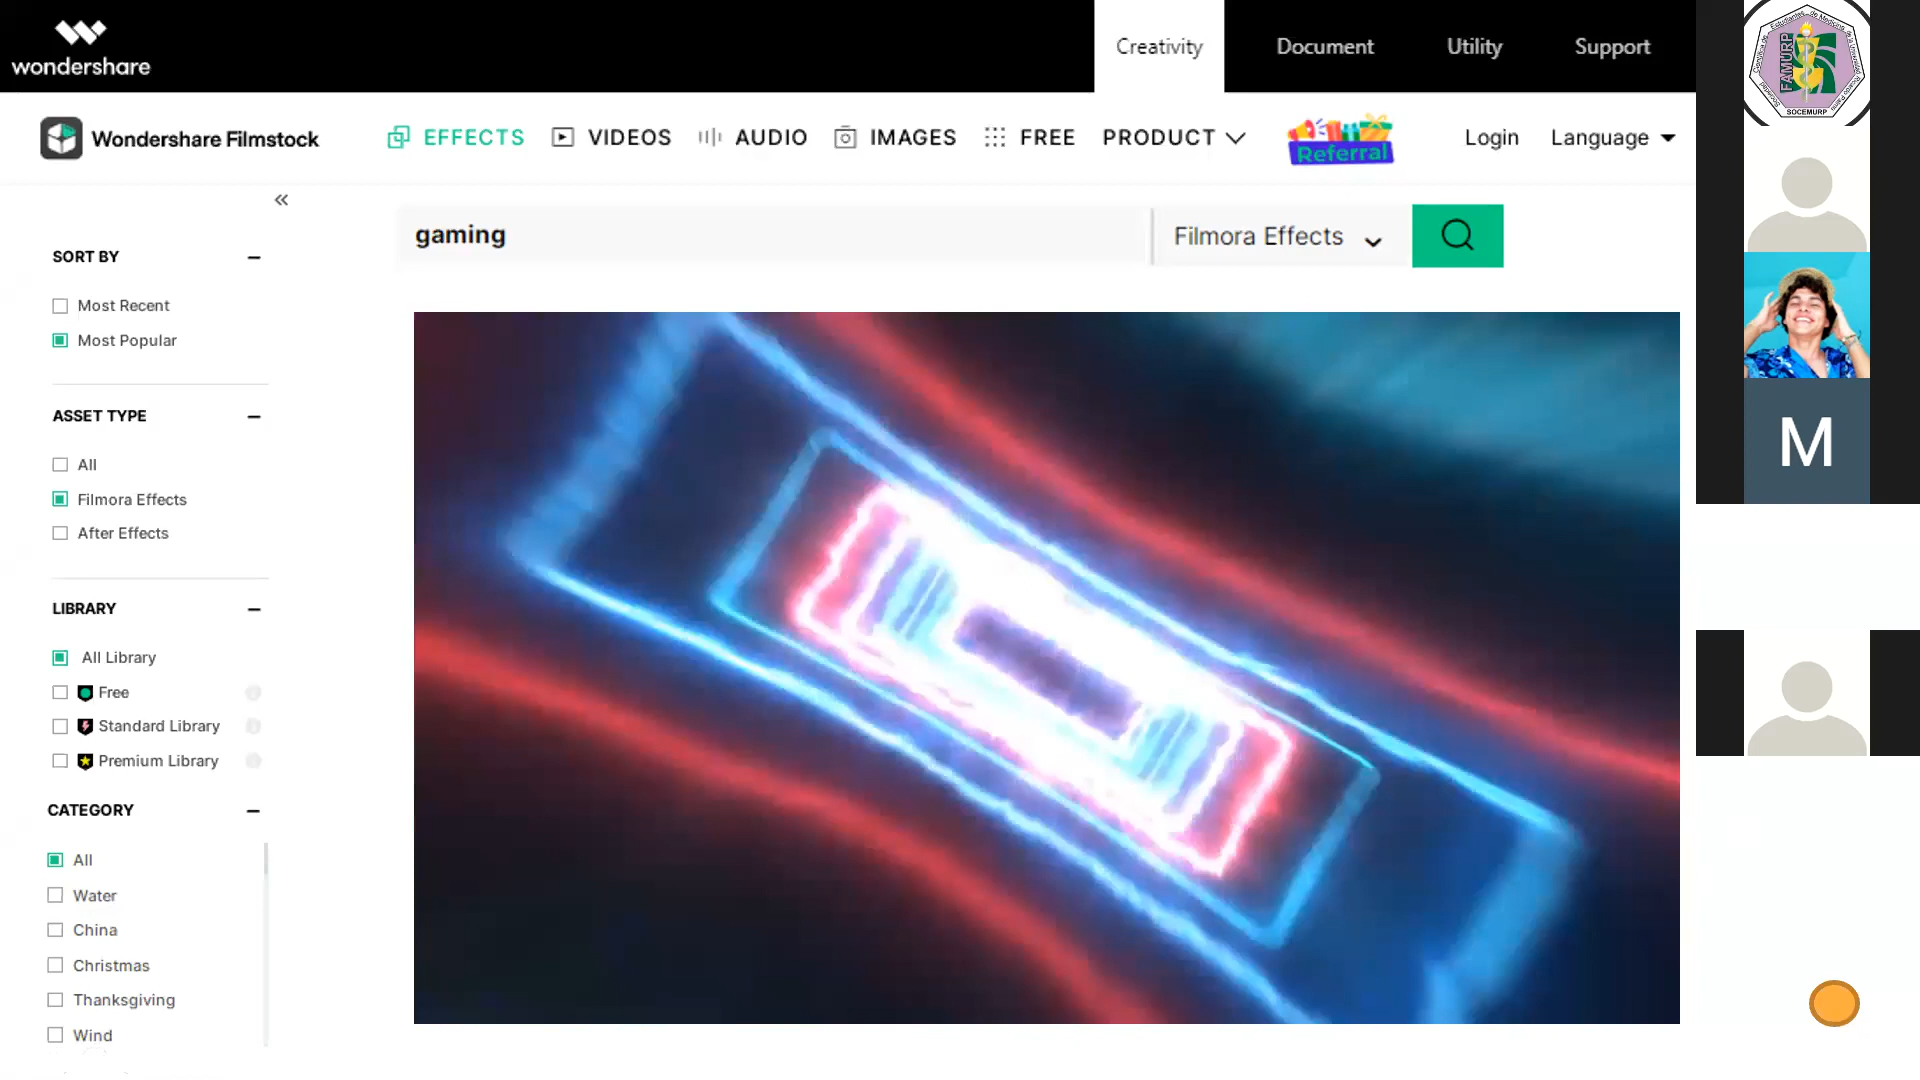 wondershare
Creativity
Document
Utility
Support
Wondershare Filmstock
EFFECTS
VIDEOS
AUDIO
IMAGES
FREE
PRODUCT
Referral
Login
Language
«
gaming
Filmora Effects
SORT BY
Most Recent
Most Popular
ASSET TYPE
All
Filmora Effects
After Effects
LIBRARY
All Library
Free
Standard Library
Premium Library
CATEGORY
All
Water
China
Christmas
Thanksgiving
Wind
FAMURP
SOCEMURP
M